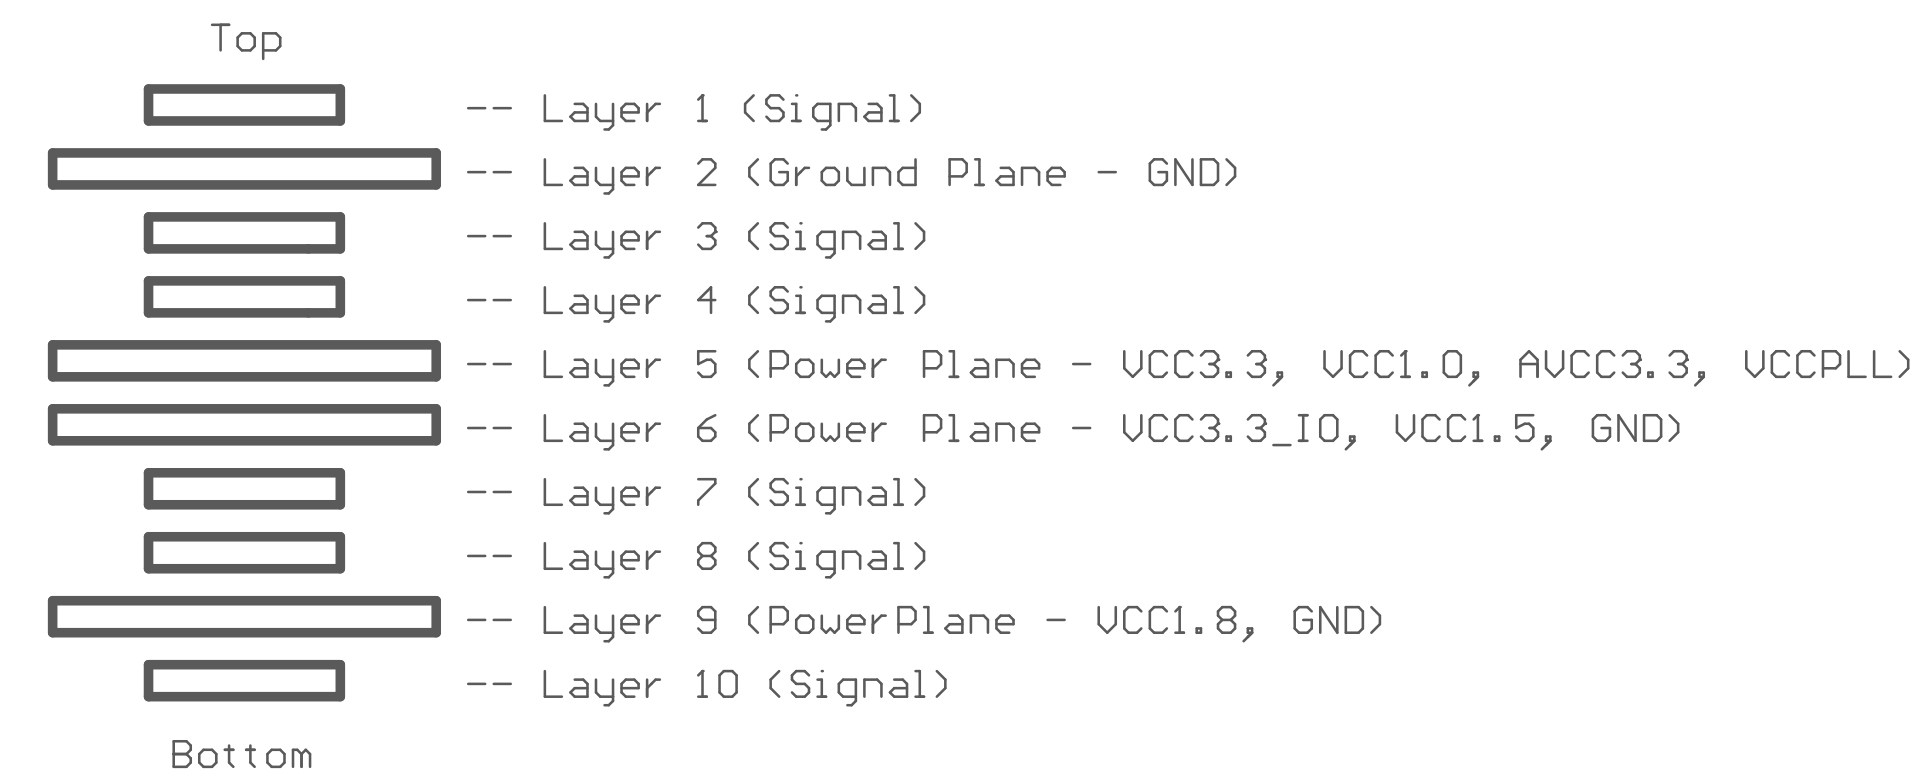 Top
-- Layer 1 (Signal)
-- Layer 2 (Ground Plane - GND)
-- Layer 3 (Signal)
-- Layer 4 (Signal)
-- Layer 5 (Power Plane - VCC3.3, VCC1.0, AVCC3.3, VCCPLL)
-- Layer 6 (Power Plane - VCC3.3_IO, VCC1.5, GND)
-- Layer 7 (Signal)
-- Layer 8 (Signal)
-- Layer 9 (PowerPlane - VCC1.8, GND)
-- Layer 10 (Signal)
Bottom